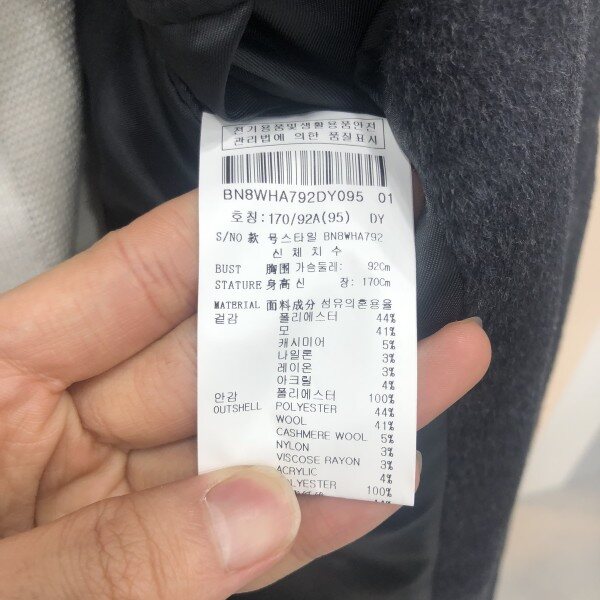 전기용품및생활용품안전
관리법에 의한 품질표시
BN8WHA792DY095 01
호칭:170/92A(95) DY
S/NO 款 号스타일 BN8WHA792
신 체 치 수
BUST 胸围 가슴둘레: 92Cm
STATURE 身高 신 장: 170Cm
MATERIAL 面料成分 섬유의혼용율
겉감 폴리에스터 44%
모 41%
캐시미어 5%
나일론 3%
레이온 3%
아크릴 4%
안감 폴리에스터 100%
OUTSHELL POLYESTER 44%
WOOL 41%
CASHMERE WOOL 5%
NYLON 3%
VISCOSE RAYON 3%
ACRYLIC 4%
POLYESTER 100%